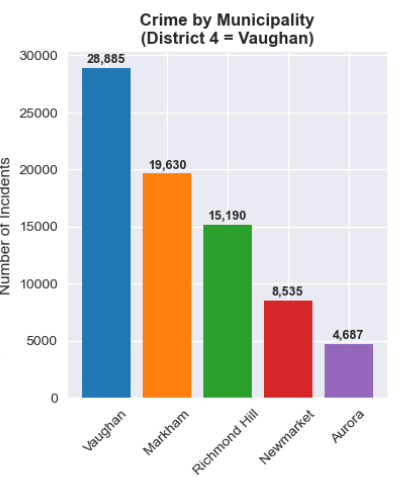 Crime by Municipality
(District 4 = Vaughan)
Number of Incidents
30000
25000
20000
15000
10000
5000
0
28,885
19,630
15,190
8,535
4,687
Vaughan
Markham
Richmond Hill
Newmarket
Aurora